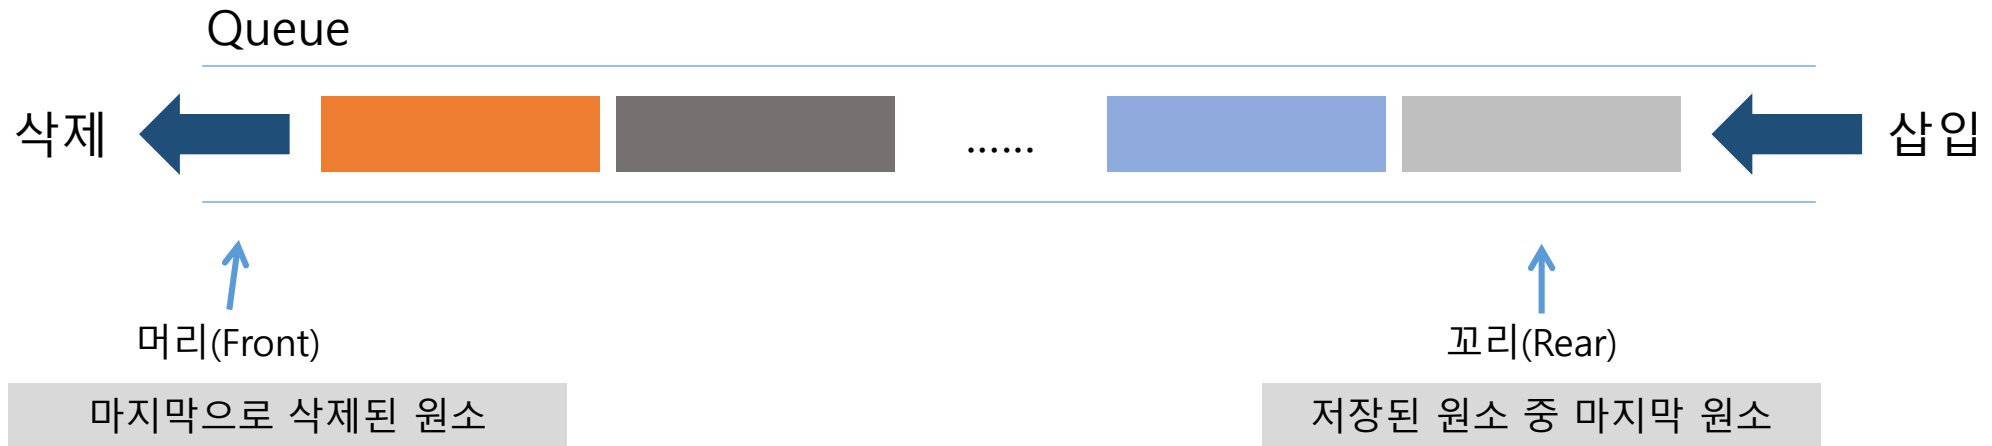 Queue
삭제
......
삽입
머리(Front)
꼬리(Rear)
마지막으로 삭제된 원소
저장된 원소 중 마지막 원소